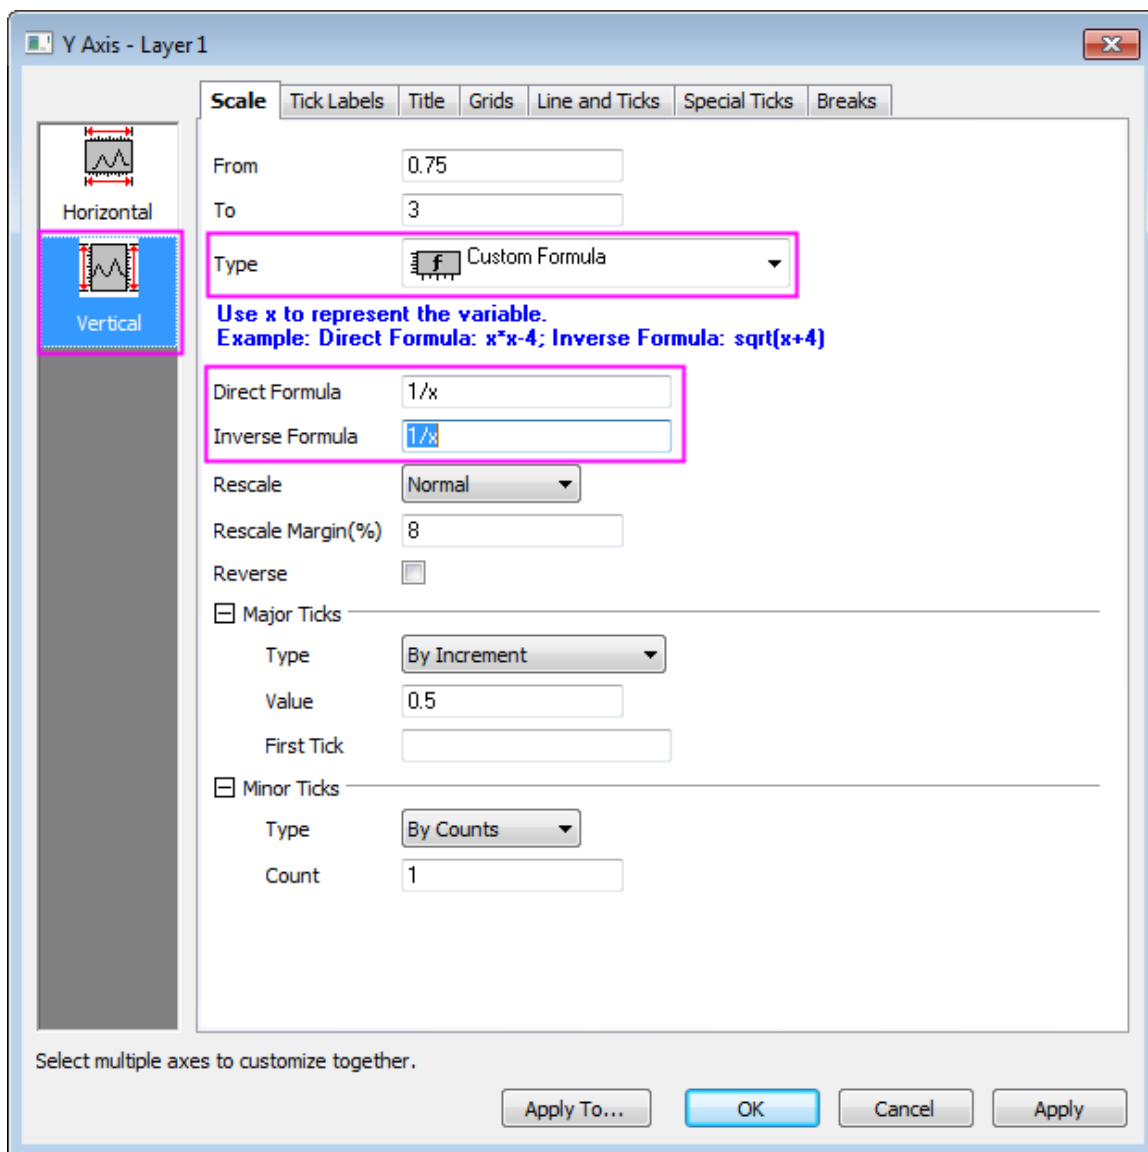 Y Axis - Layer 1
Scale Tick Labels Title Grids Line and Ticks Special Ticks Breaks
Horizontal
Vertical
From 0.75
To 3
Type f Custom Formula
Use x to represent the variable.
Example: Direct Formula: x*x-4; Inverse Formula: sqrt(x+4)
Direct Formula 1/x
Inverse Formula 1/x
Rescale Normal
Rescale Margin(%) 8
Reverse
Major Ticks
Type By Increment
Value 0.5
First Tick
Minor Ticks
Type By Counts
Count 1
Select multiple axes to customize together.
Apply To... OK Cancel Apply